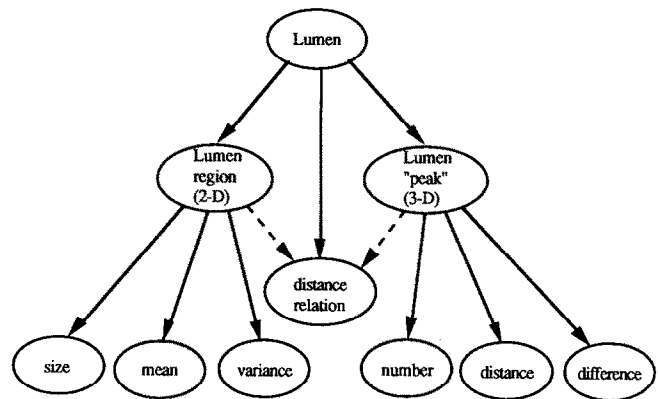 Lumen
Lumen
region
(2-D)
Lumen
"peak"
(3-D)
distance
relation
size
mean
variance
number
distance
difference